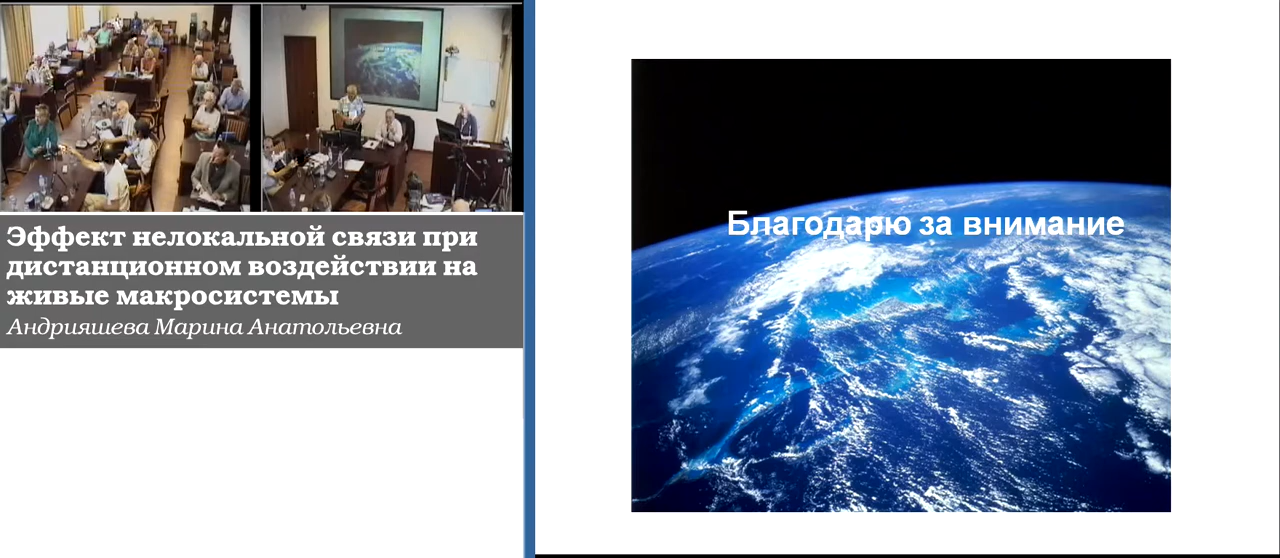 Эффект нелокальной связи при
дистанционном воздействии на
живые макросистемы
Андрияшева Марина Анатольевна
Благодарю за внимание